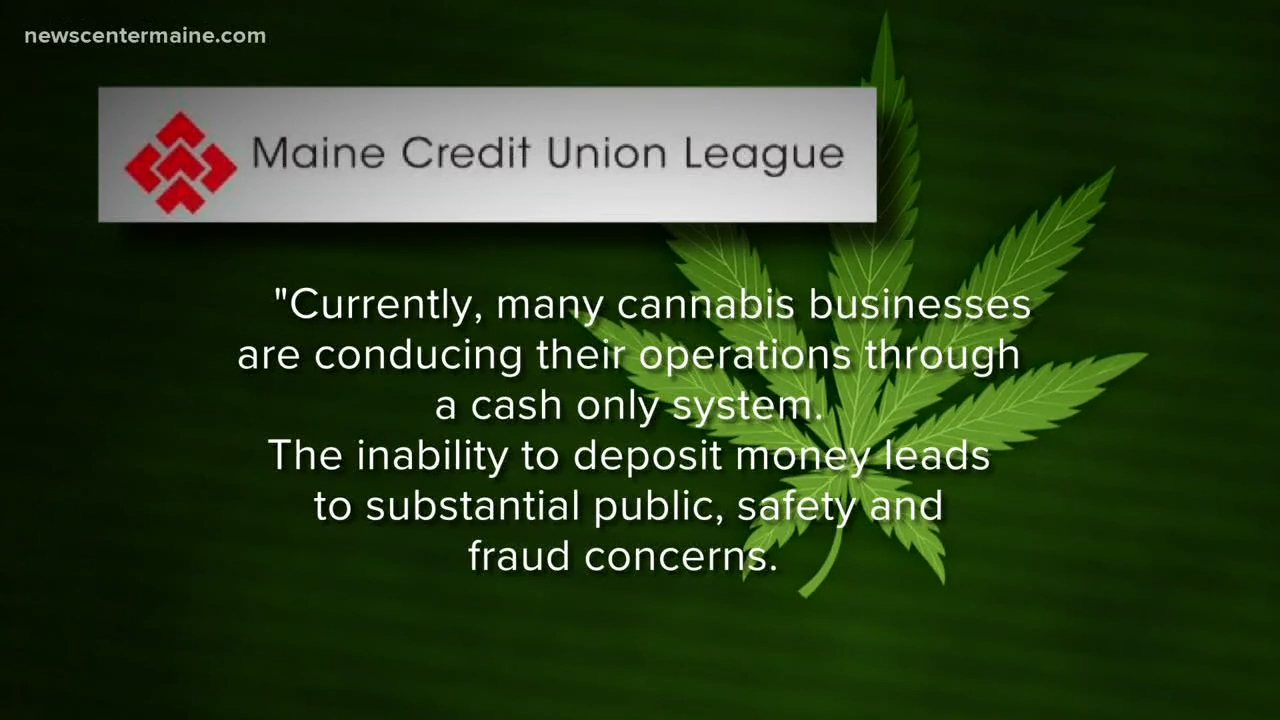 newscentermaine.com
Maine Credit Union League
"Currently, many cannabis businesses
are conducing their operations through
a cash only system.
The inability to deposit money leads
to substantial public, safety and
fraud concerns.